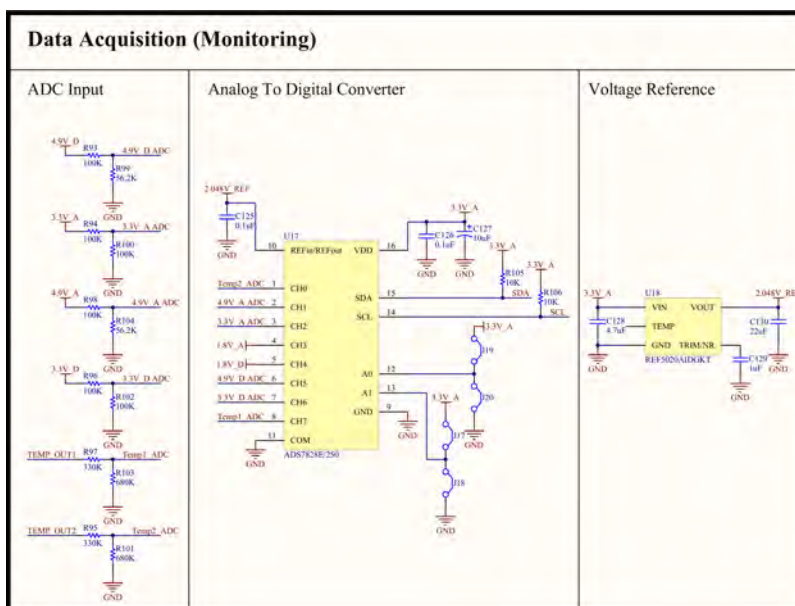 Data Acquisition (Monitoring)
ADC Input
4.9V_D
R93
100K
4.9V_D ADC
R99
56.2K
GND
3.3V_A
R94
100K
3.3V_A ADC
R100
100K
GND
4.9V_A
R98
100K
4.9V_A ADC
R104
56.2K
GND
3.3V_D
R96
100K
3.3V_D ADC
R102
100K
GND
TEMP_OUT1
R97
330K
Temp1_ADC
R103
680K
GND
TEMP_OUT2
R95
330K
Temp2_ADC
R101
680K
GND
Analog To Digital Converter
2.048V_REF
C125
0.1uF
GND
U17
10 REFin/REFout VDD 16
Temp2_ADC 1 CH0
4.9V_A ADC 2 CH1
3.3V_A ADC 3 CH2
1.8V_A 4 CH3
1.8V_D 5 CH4
4.9V_D ADC 6 CH5
3.3V_D ADC 7 CH6
Temp1_ADC 8 CH7
11 COM
GND
SDA 15
SCL 14
A0 12
A1 13
GND 9
GND
ADS7828E/250
3.3V_A
C126
0.1uF
C127
10uF
GND
GND
3.3V_A
R105
10K
SDA
3.3V_A
R106
10K
SCL
3.3V_A
J19
J20
GND
3.3V_A
J17
J18
GND
Voltage Reference
3.3V_A
C128
4.7uF
GND
U18
VIN VOUT
TEMP
GND TRIM/NR
REF5020AIDGKT
2.048V_REF
C130
22uF
GND
C129
1uF
GND